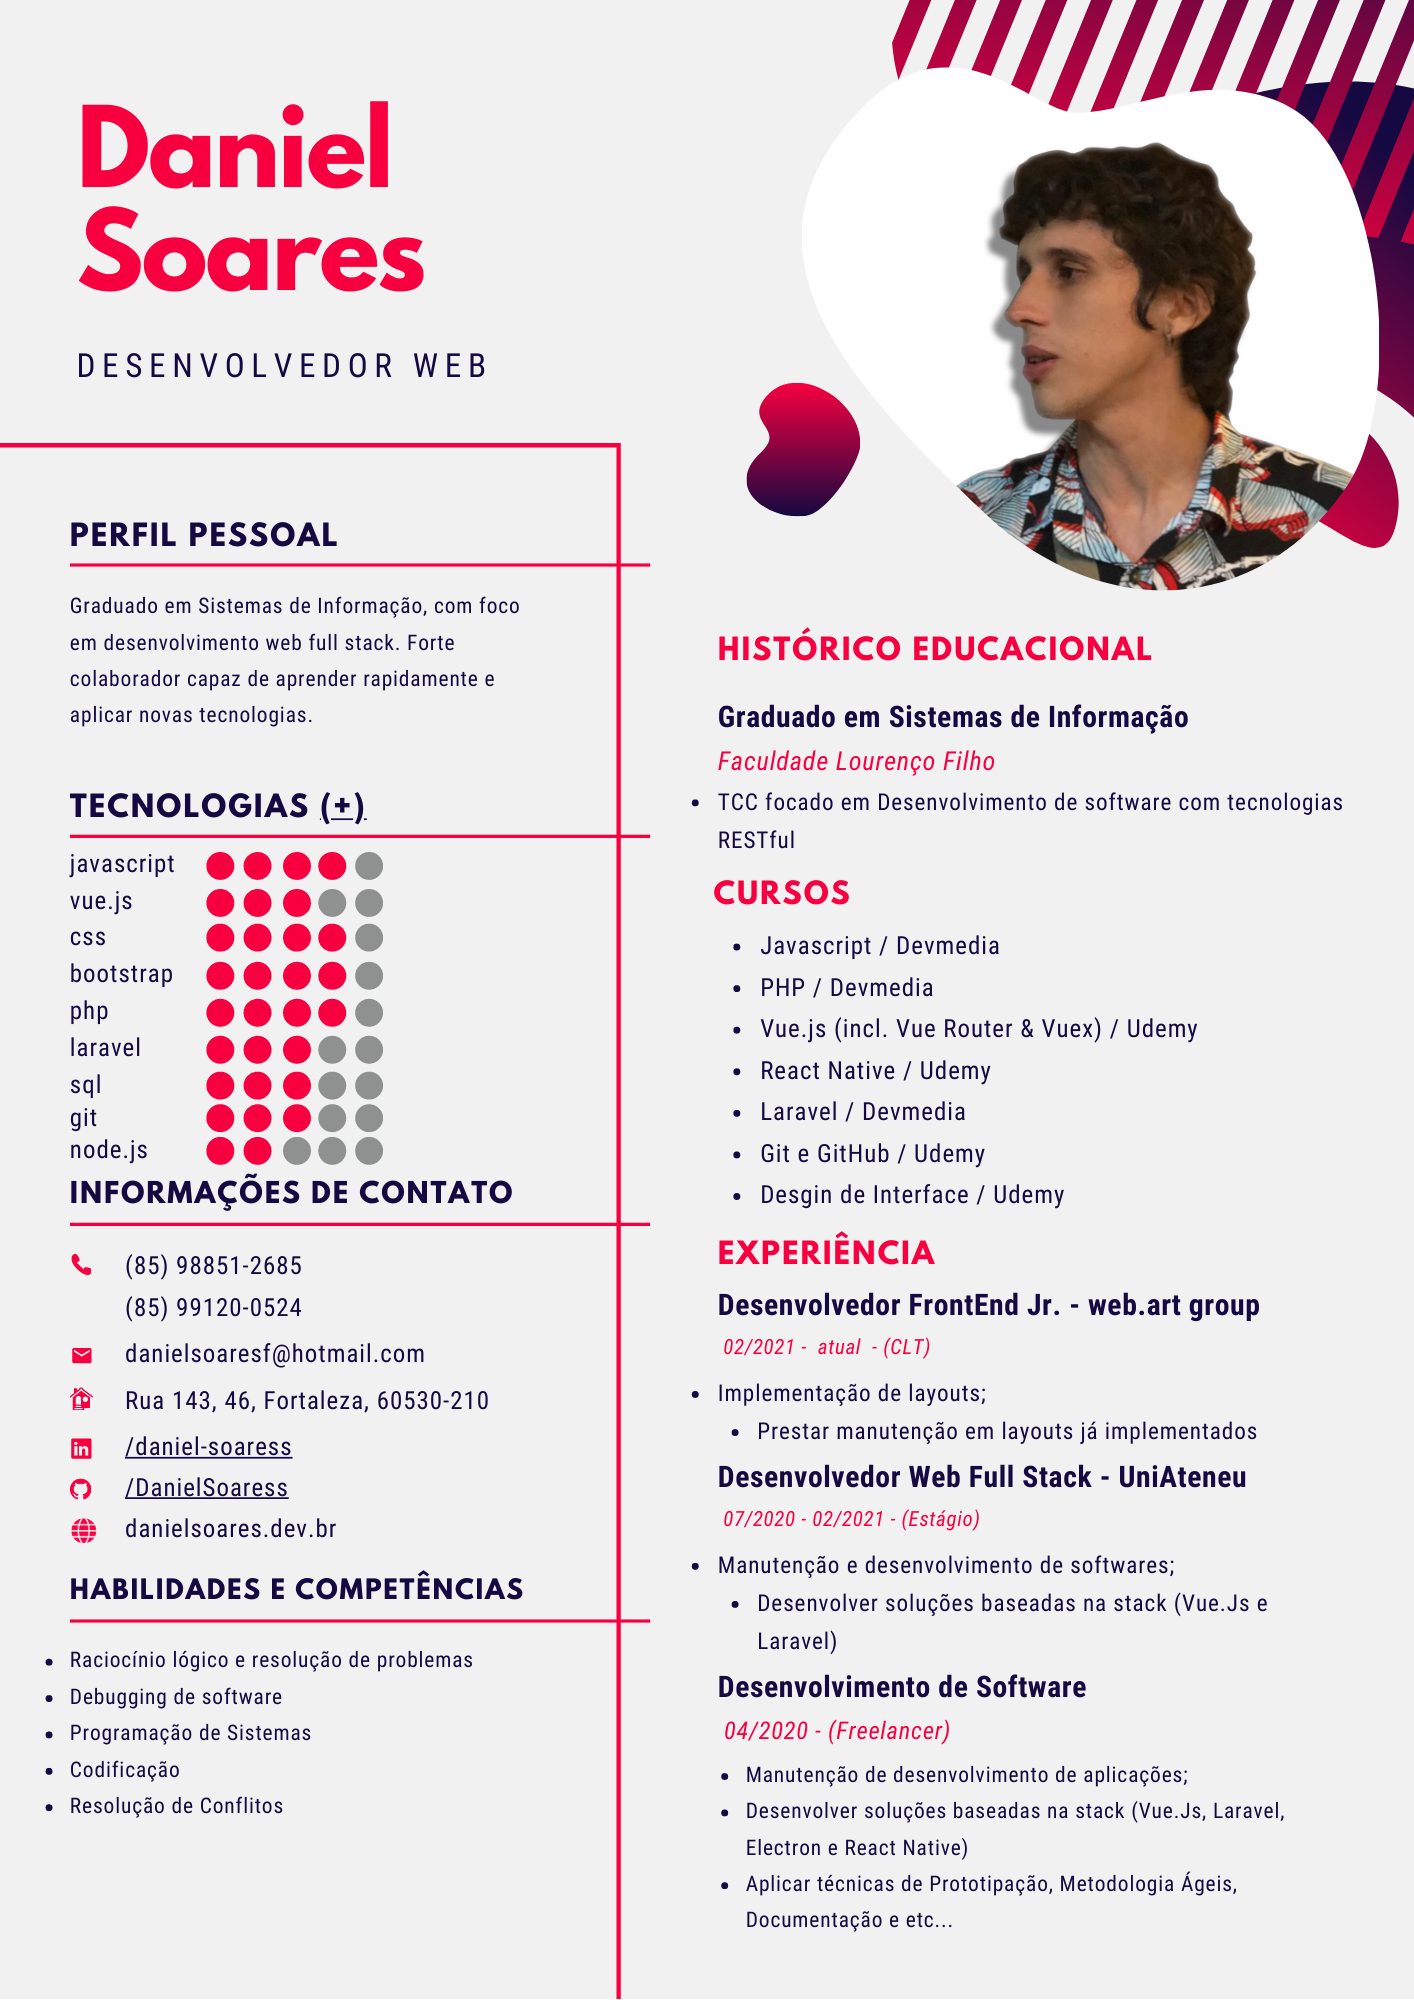 Daniel
Soares
DESENVOLVEDOR WEB
PERFIL PESSOAL
Graduado em Sistemas de Informação, com foco
em desenvolvimento web full stack. Forte
colaborador capaz de aprender rapidamente e
aplicar novas tecnologias.
TECNOLOGIAS (+)
javascript
vue.js
css
bootstrap
php
laravel
sql
git
node.js
INFORMAÇÕES DE CONTATO
(85) 98851-2685
(85) 99120-0524
danielsoaresf@hotmail.com
Rua 143, 46, Fortaleza, 60530-210
/daniel-soaress
/DanielSoaress
danielsoares.dev.br
HABILIDADES E COMPETÊNCIAS
• Raciocínio lógico e resolução de problemas
• Debugging de software
• Programação de Sistemas
• Codificação
• Resolução de Conflitos
HISTÓRICO EDUCACIONAL
Graduado em Sistemas de Informação
Faculdade Lourenço Filho
• TCC focado em Desenvolvimento de software com tecnologias
RESTful
CURSOS
• Javascript / Devmedia
• PHP / Devmedia
• Vue.js (incl. Vue Router & Vuex) / Udemy
• React Native / Udemy
• Laravel / Devmedia
• Git e GitHub / Udemy
• Desgin de Interface / Udemy
EXPERIÊNCIA
Desenvolvedor FrontEnd Jr. - web.art group
02/2021 - atual - (CLT)
• Implementação de layouts;
• Prestar manutenção em layouts já implementados
Desenvolvedor Web Full Stack - UniAteneu
07/2020 - 02/2021 - (Estágio)
• Manutenção e desenvolvimento de softwares;
• Desenvolver soluções baseadas na stack (Vue.Js e
Laravel)
Desenvolvimento de Software
04/2020 - (Freelancer)
• Manutenção de desenvolvimento de aplicações;
• Desenvolver soluções baseadas na stack (Vue.Js, Laravel,
Electron e React Native)
• Aplicar técnicas de Prototipação, Metodologia Ágeis,
Documentação e etc...